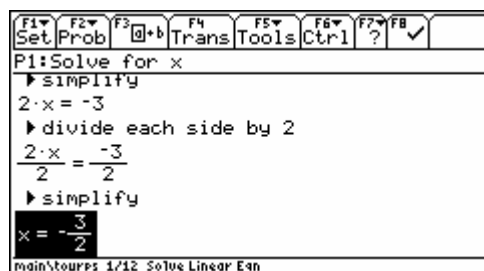 F1▾ F2▾ F3 F4 F5▾ F6▾ F7▾ F8
Set Prob a+b Trans Tools Ctrl ? ✓
P1:Solve for x
▶simplify
2·x = -3
▶divide each side by 2
2·x/2 = -3/2
▶simplify
x = -3/2
main\tourps 1/12 Solve Linear Eqn